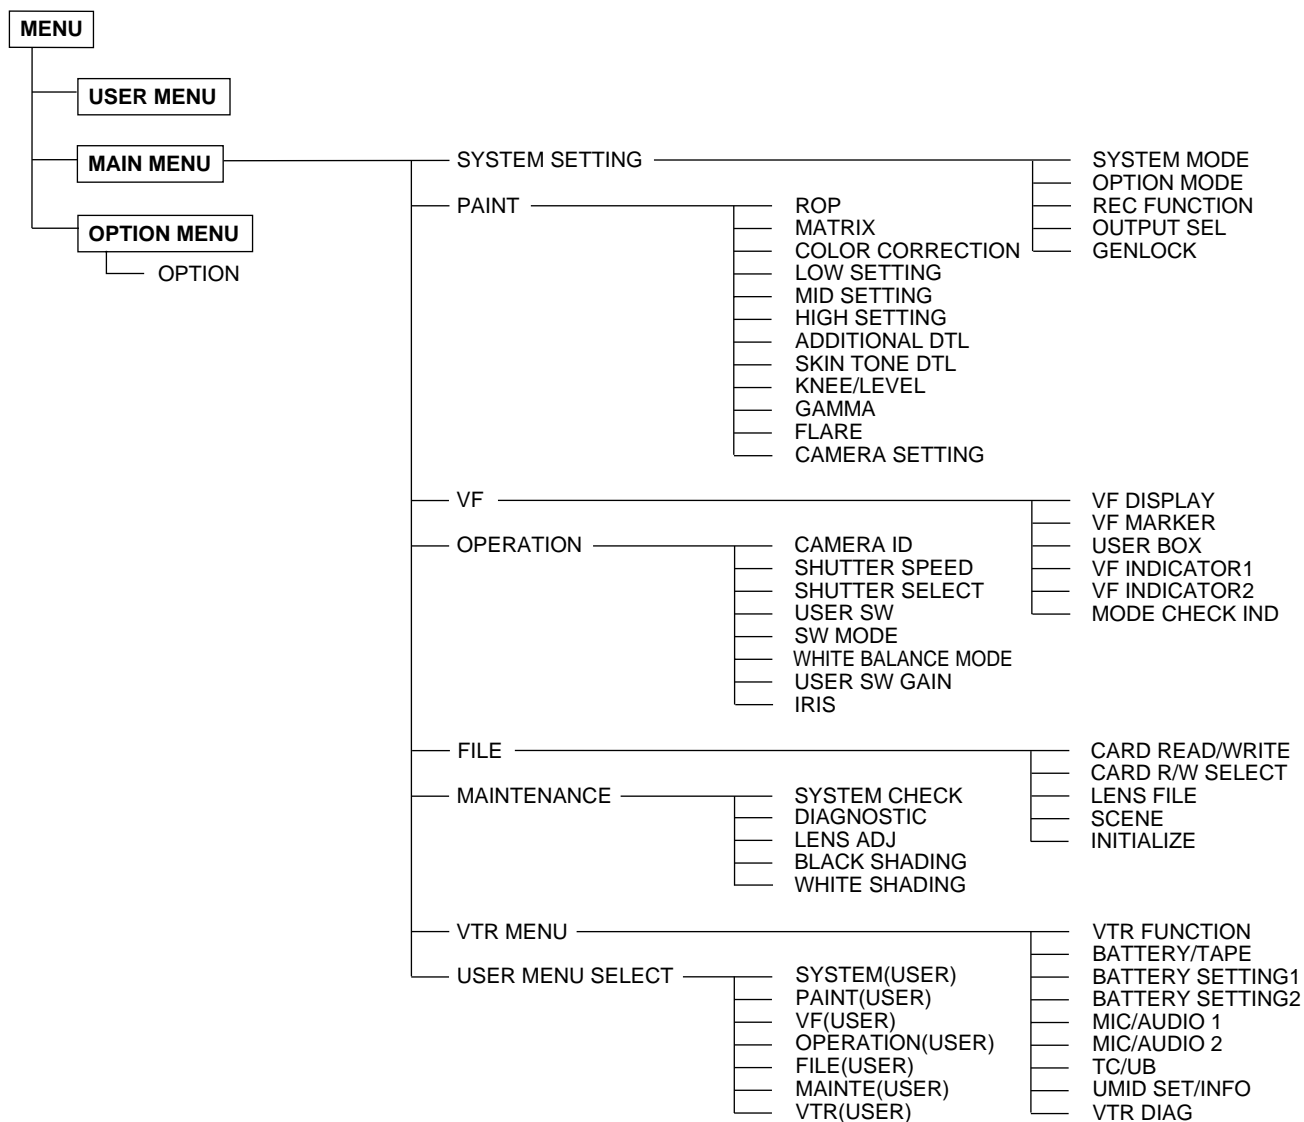 MENU
USER MENU
MAIN MENU
OPTION MENU
OPTION
SYSTEM SETTING
SYSTEM MODE
OPTION MODE
REC FUNCTION
OUTPUT SEL
GENLOCK
PAINT
ROP
MATRIX
COLOR CORRECTION
LOW SETTING
MID SETTING
HIGH SETTING
ADDITIONAL DTL
SKIN TONE DTL
KNEE/LEVEL
GAMMA
FLARE
CAMERA SETTING
VF
VF DISPLAY
VF MARKER
USER BOX
VF INDICATOR1
VF INDICATOR2
MODE CHECK IND
OPERATION
CAMERA ID
SHUTTER SPEED
SHUTTER SELECT
USER SW
SW MODE
WHITE BALANCE MODE
USER SW GAIN
IRIS
FILE
CARD READ/WRITE
CARD R/W SELECT
LENS FILE
SCENE
INITIALIZE
MAINTENANCE
SYSTEM CHECK
DIAGNOSTIC
LENS ADJ
BLACK SHADING
WHITE SHADING
VTR MENU
VTR FUNCTION
BATTERY/TAPE
BATTERY SETTING1
BATTERY SETTING2
MIC/AUDIO 1
MIC/AUDIO 2
TC/UB
UMID SET/INFO
VTR DIAG
USER MENU SELECT
SYSTEM(USER)
PAINT(USER)
VF(USER)
OPERATION(USER)
FILE(USER)
MAINTE(USER)
VTR(USER)